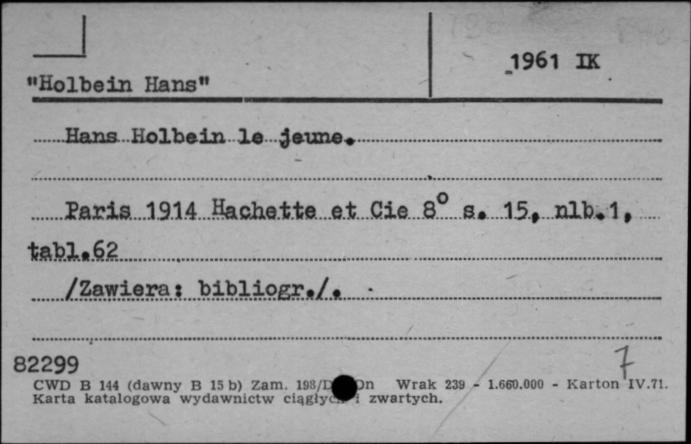 1961 IK
"Holbein Hans"
Hans Holbein le jeune.
Paris 1914 Hachette et Cie 8° s. 15, nlb.1,
tabl.62
/Zawiera: bibliogr./.
82299
7
CWD B 144 (dawny B 15 b) Zam. 198/D Dn Wrak 239 - 1.660.000 - Karton IV.71.
Karta katalogowa wydawnictw ciągłych i zwartych.